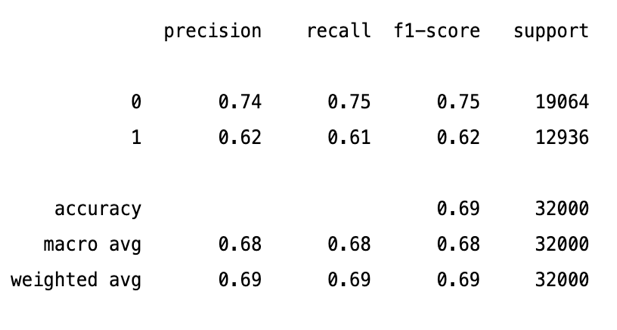 precision recall f1-score support
0 0.74 0.75 0.75 19064
1 0.62 0.61 0.62 12936
accuracy 0.69 32000
macro avg 0.68 0.68 0.68 32000
weighted avg 0.69 0.69 0.69 32000